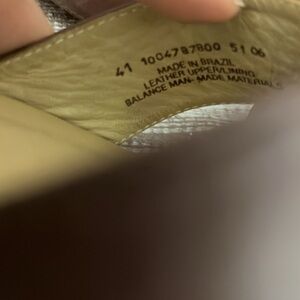 41 1004787800 51 06
MADE IN BRAZIL
LEATHER UPPER/LINING
BALANCE MAN-MADE MATERIAL